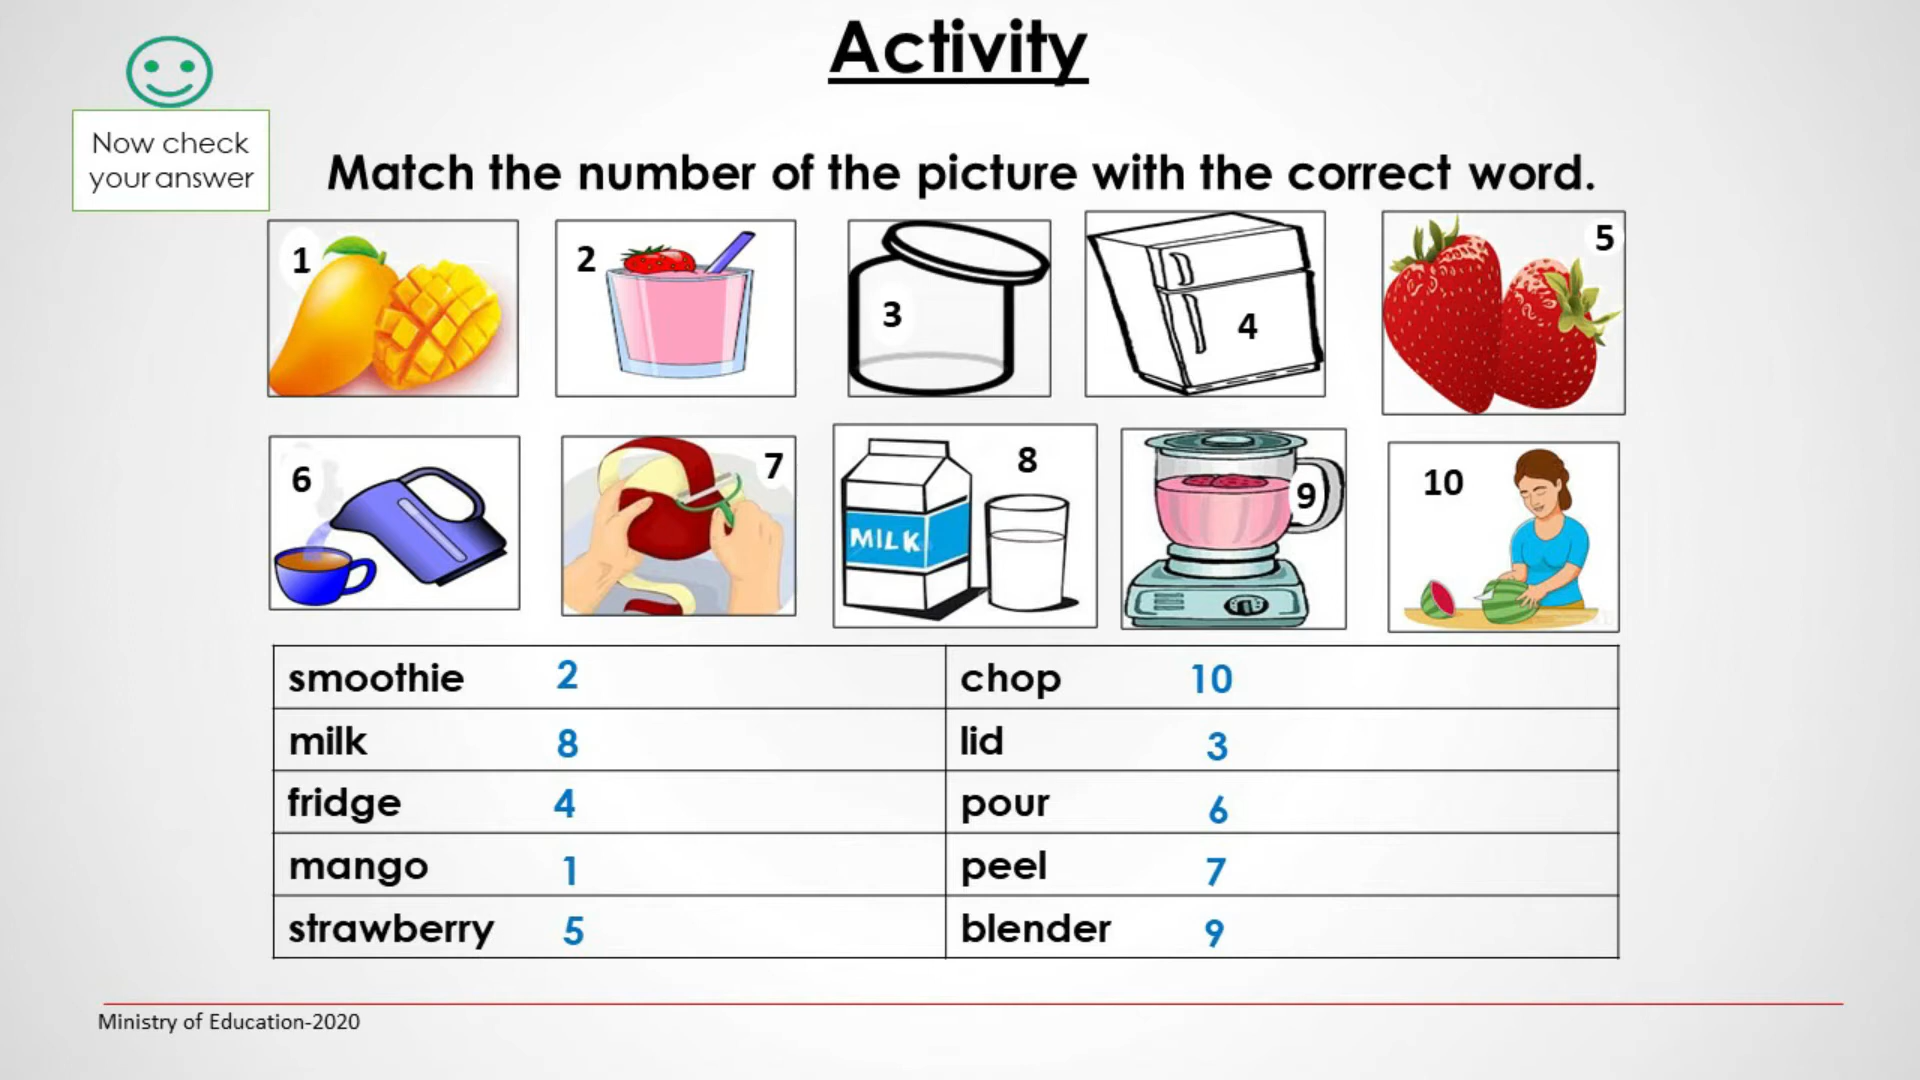 Activity
Now check
your answer
Match the number of the picture with the correct word.
1
2
3
4
5
6
7
8
MILK
9
10
smoothie 2 chop 10
milk 8 lid 3
fridge 4 pour 6
mango 1 peel 7
strawberry 5 blender 9
Ministry of Education-2020